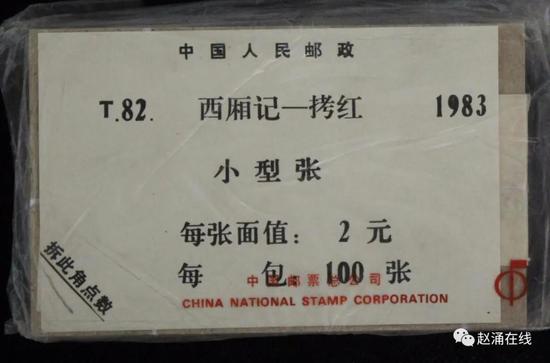 中国人民邮政
T.82. 西厢记—拷红 1983
小型张
每张面值： 2 元
每 包 100 张
中国邮票总公司
CHINA NATIONAL STAMP CORPORATION
拆此角点数
赵涌在线